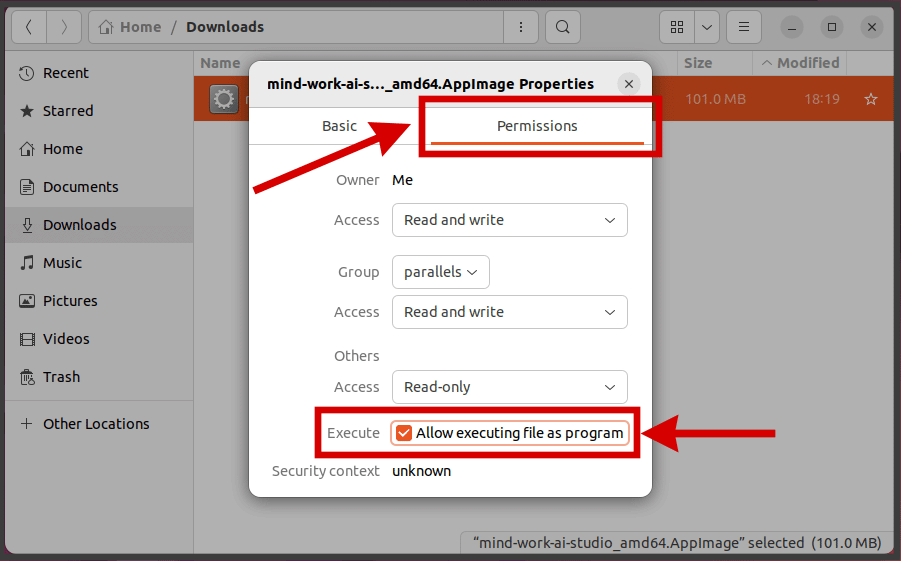 Home / Downloads
Name
Size
Modified
101.0 MB
18:19
Recent
Starred
Home
Documents
Downloads
Music
Pictures
Videos
Trash
Other Locations
mind-work-ai-s…_amd64.AppImage Properties
Basic
Permissions
Owner Me
Access Read and write
Group parallels
Access Read and write
Others
Access Read-only
Execute Allow executing file as program
Security context unknown
“mind-work-ai-studio_amd64.AppImage” selected (101.0 MB)